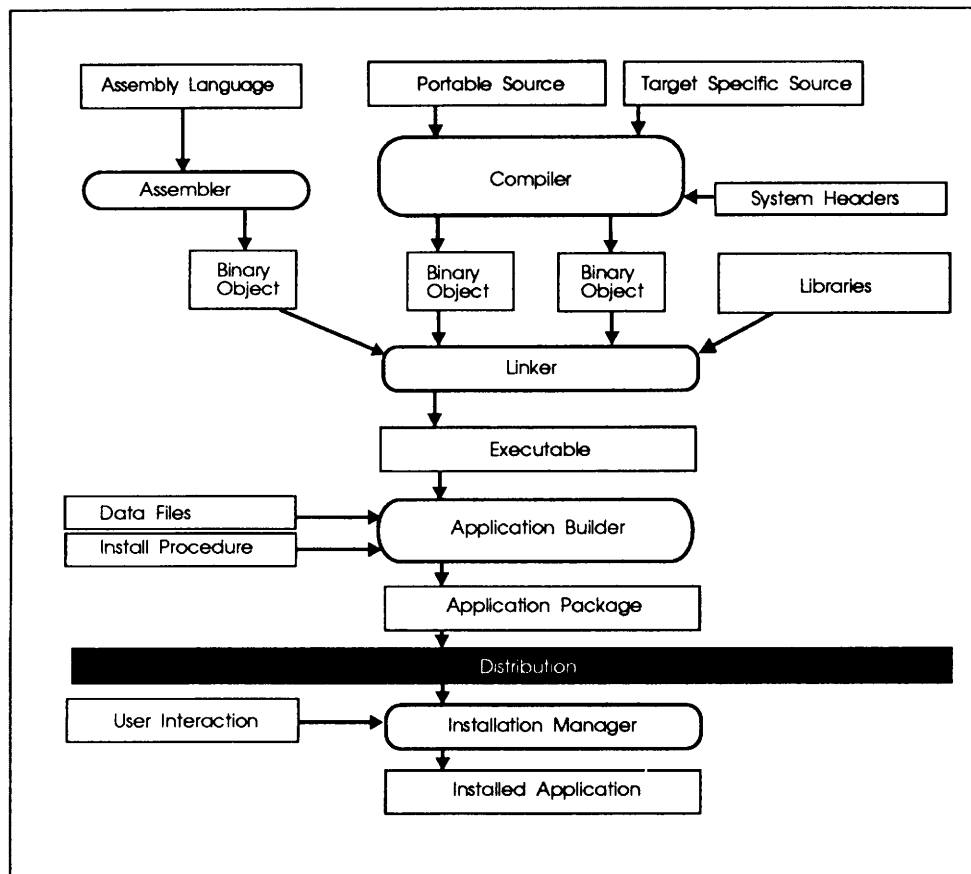 Assembly Language
Portable Source
Target Specific Source
Assembler
Compiler
System Headers
Binary
Object
Binary
Object
Binary
Object
Libraries
Linker
Executable
Data Files
Install Procedure
Application Builder
Application Package
Distribution
User Interaction
Installation Manager
Installed Application